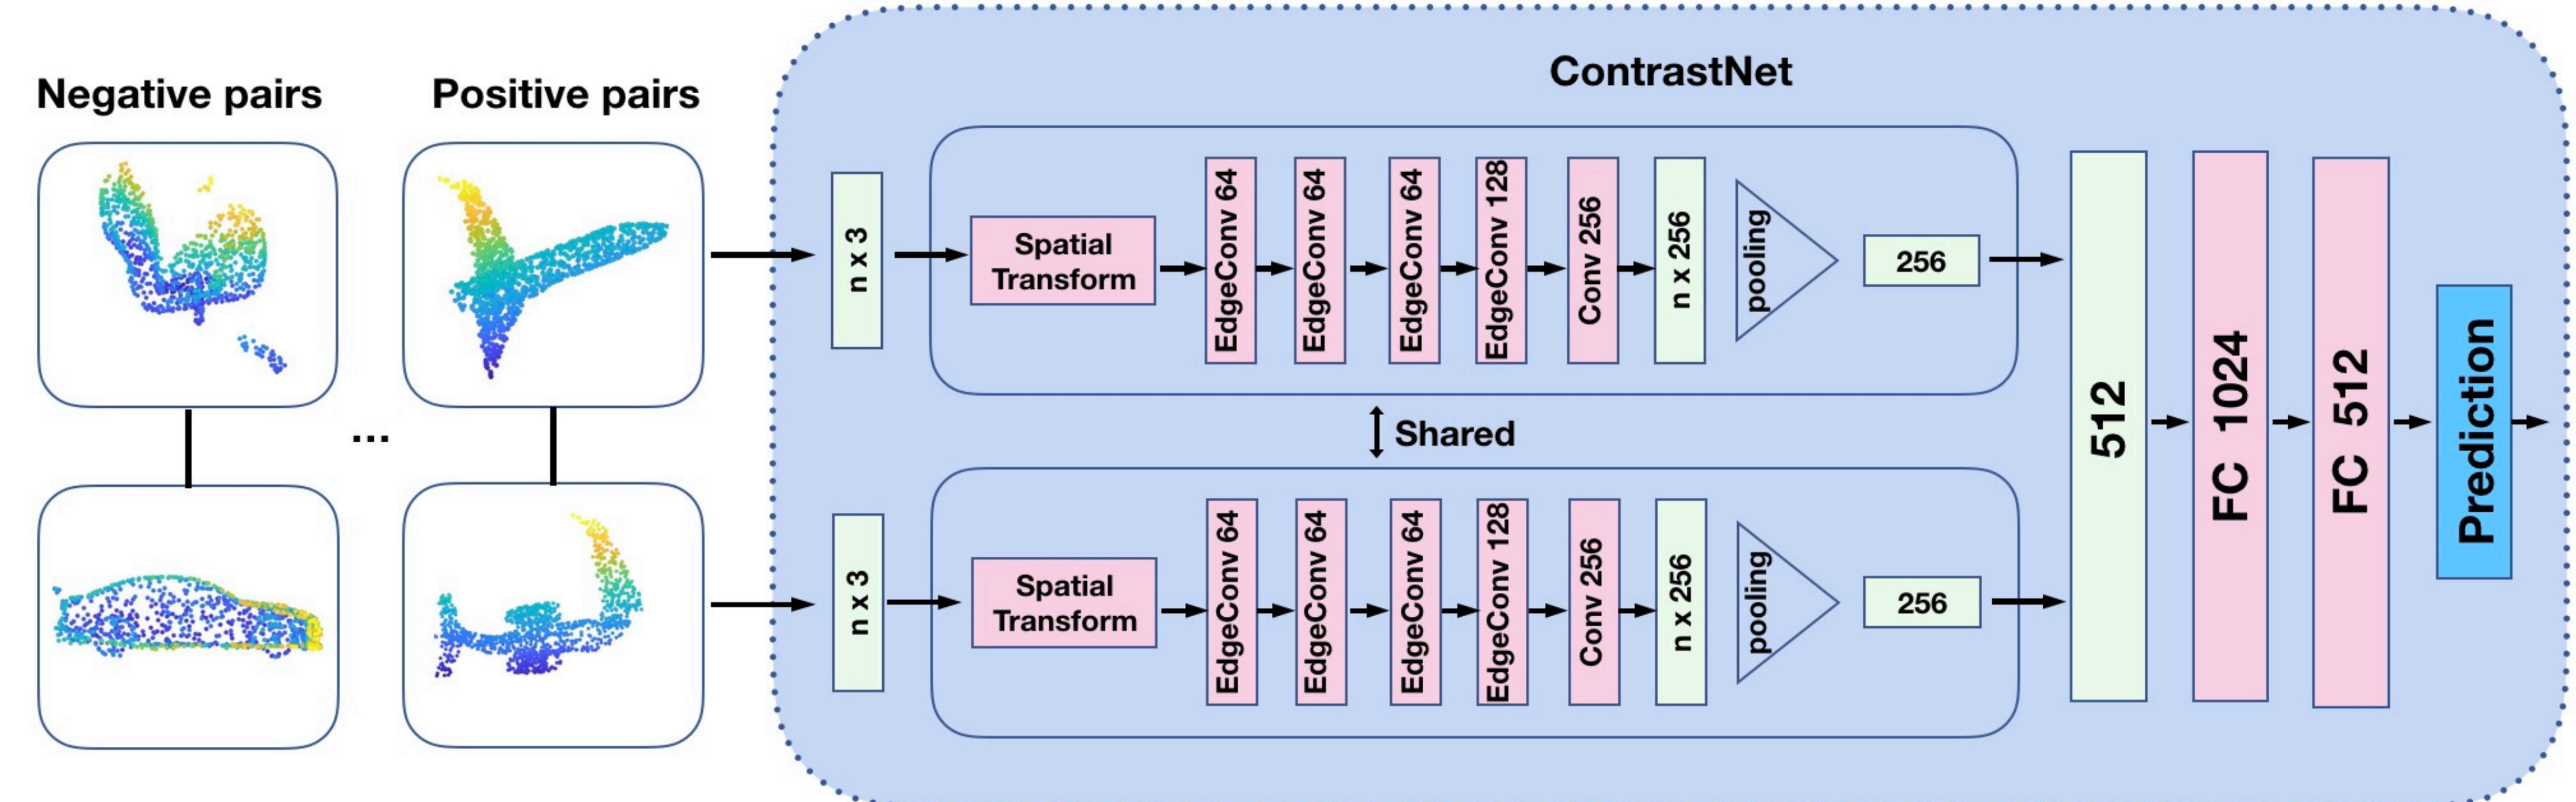 ContrastNet
Negative pairs
Positive pairs
...
n x 3
Spatial
Transform
EdgeConv 64
EdgeConv 64
EdgeConv 64
EdgeConv 128
Conv 256
n x 256
pooling
256
Shared
n x 3
Spatial
Transform
EdgeConv 64
EdgeConv 64
EdgeConv 64
EdgeConv 128
Conv 256
n x 256
pooling
256
512
FC 1024
FC 512
Prediction